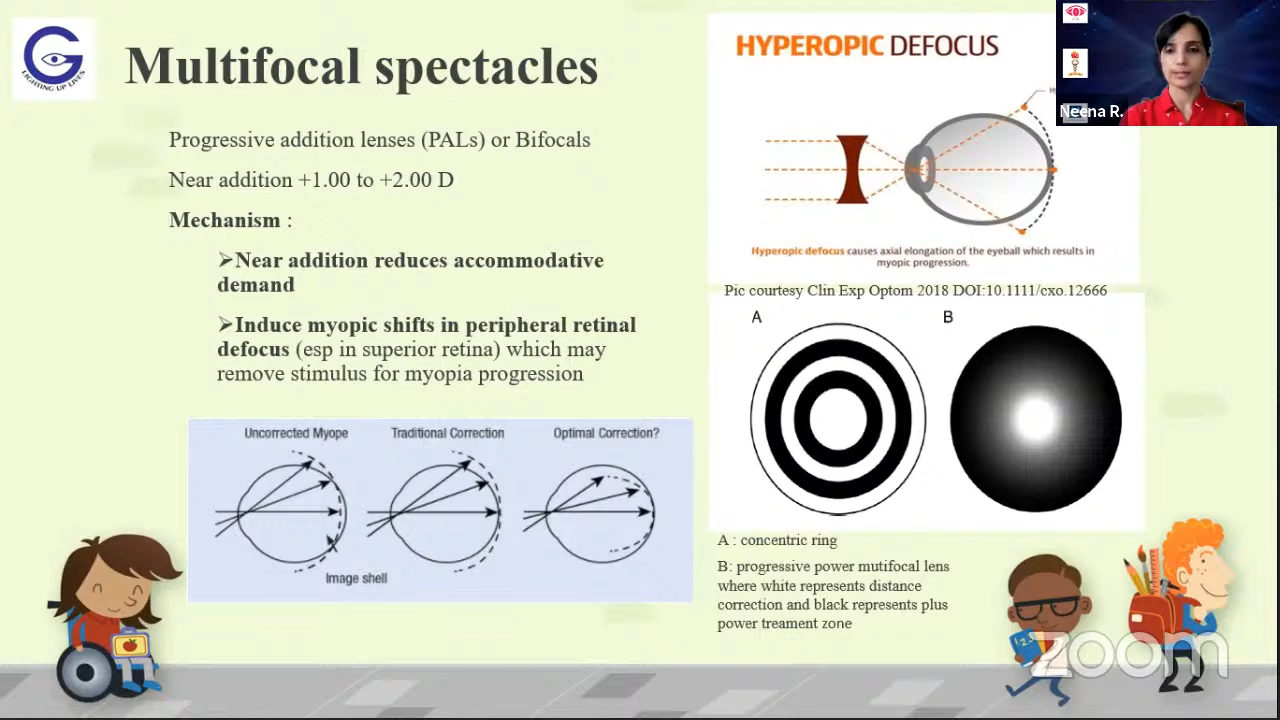 LIGHTING UP LIVES
Multifocal spectacles
Progressive addition lenses (PALs) or Bifocals
Near addition +1.00 to +2.00 D
Mechanism :
➢Near addition reduces accommodative
demand
➢Induce myopic shifts in peripheral retinal
defocus (esp in superior retina) which may
remove stimulus for myopia progression
Uncorrected Myope
Traditional Correction
Optimal Correction?
Image shell
HYPEROPIC DEFOCUS
Neena R.
Hyperopic defocus causes axial elongation of the eyeball which results in
myopic progression.
Pic courtesy Clin Exp Optom 2018 DOI:10.1111/cxo.12666
A
B
A : concentric ring
B: progressive power mutifocal lens
where white represents distance
correction and black represents plus
power treament zone
1 2 3
zoom